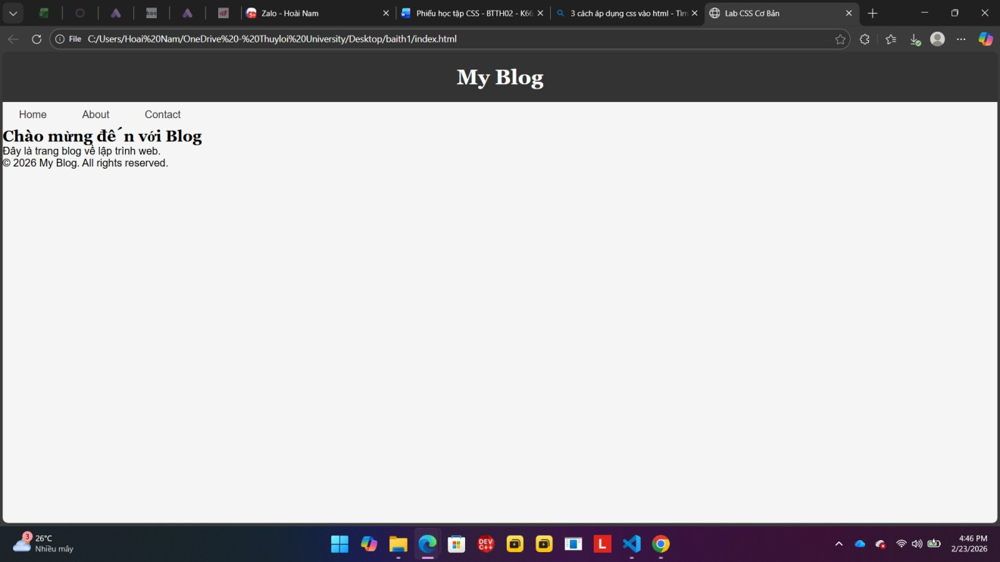 Zalo - Hoài Nam
Phiếu học tập CSS - BTTH02 - K66
3 cách áp dụng css vào html - Tìm
Lab CSS Cơ Bản
File C:/Users/Hoai%20Nam/OneDrive%20-%20Thuyloi%20University/Desktop/baith1/index.html
My Blog
Home About Contact
Chào mừng đến với Blog
Đây là trang blog về lập trình web.
© 2026 My Blog. All rights reserved.
3
26°C
Nhiều mây
DEV
C++
L
4:46 PM
2/23/2026